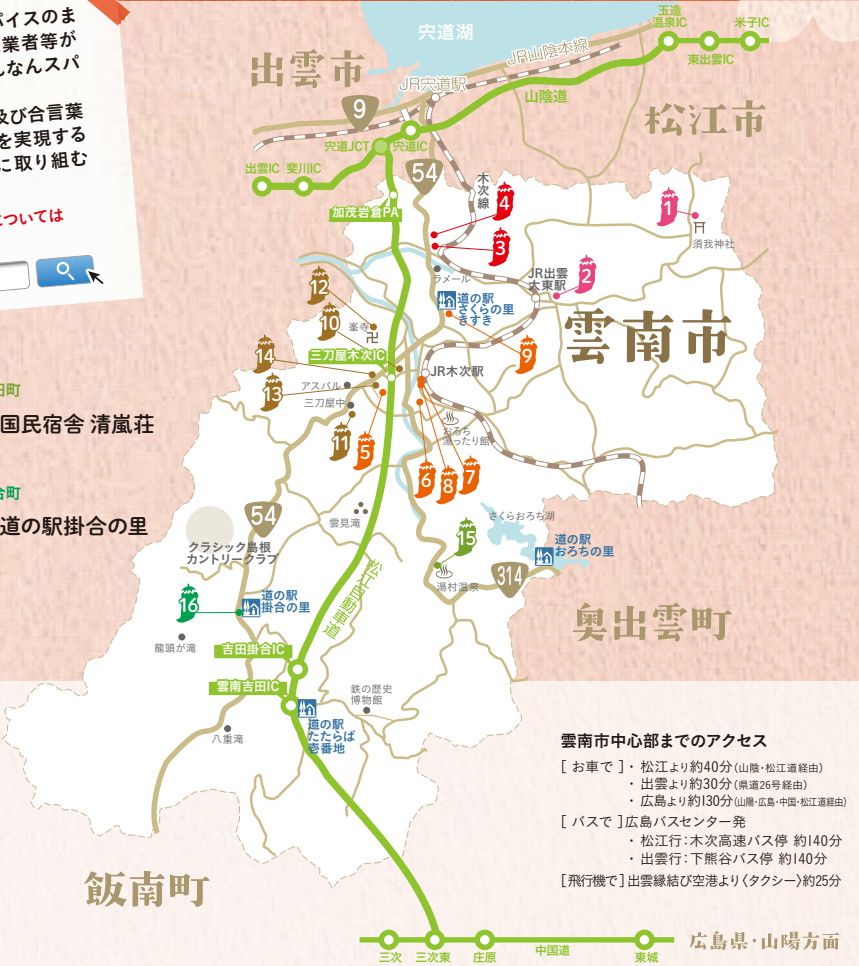 パイスのま
業者等が
んなんスパ
及び合言葉
を実現する
に取り組む
については
田町
国民宿舎 清嵐荘
合町
道の駅掛合の里
宍道湖
玉造
温泉IC
米子IC
東出雲IC
JR山陰本線
山陰道
出雲市
JR宍道駅
松江市
9
宍道JCT
宍道IC
出雲IC
斐川IC
54
木次線
加茂岩倉PA
4
3
1
須我神社
ラメール
JR出雲
大東駅
2
道の駅
さくらの里
きすき
雲南市
12
10
峯寺
9
三刀屋木次IC
14
13
アスパル
三刀屋中
JR木次駅
11
5
おろち
湯ったり館
6
8
7
54
雲見滝
さくらおろち湖
15
道の駅
おろちの里
クラシック島根
カントリークラブ
湯村温泉
314
松江自動車道
16
道の駅
掛合の里
奥出雲町
龍頭が滝
吉田掛合IC
雲南吉田IC
鉄の歴史
博物館
道の駅
たたらば
壱番地
八重滝
飯南町
雲南市中心部までのアクセス
[ お車で ]・ 松江より約40分(山陰・松江道経由)
・ 出雲より約30分(県道26号経由)
・ 広島より約130分(山陽・広島・中国・松江道経由)
[ バスで ]広島バスセンター発
・ 松江行:木次高速バス停 約140分
・ 出雲行:下熊谷バス停 約140分
[飛行機で]出雲縁結び空港より〈タクシー〉約25分
三次
三次東
庄原
中国道
東城
広島県・山陽方面